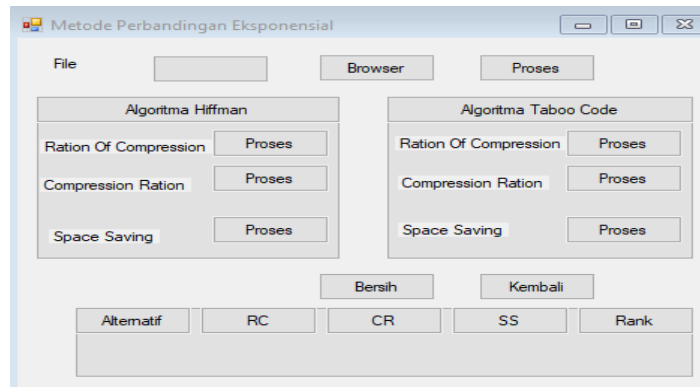 Metode Perbandingan Eksponensial
File Browser Proses
Algoritma Hiffman Algoritma Taboo Code
Ration Of Compression Proses Ration Of Compression Proses
Compression Ration Proses Compression Ration Proses
Space Saving Proses Space Saving Proses
Bersih Kembali
Alternatif RC CR SS Rank